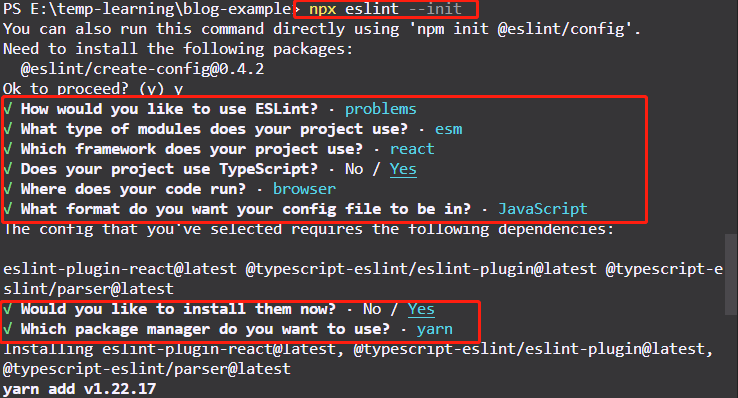 PS E:\temp-learning\blog-example> npx eslint --init
You can also run this command directly using 'npm init @eslint/config'.
Need to install the following packages:
  @eslint/create-config@0.4.2
Ok to proceed? (y) y
√ How would you like to use ESLint? · problems
√ What type of modules does your project use? · esm
√ Which framework does your project use? · react
√ Does your project use TypeScript? · No / Yes
√ Where does your code run? · browser
√ What format do you want your config file to be in? · JavaScript
The config that you've selected requires the following dependencies:
eslint-plugin-react@latest @typescript-eslint/eslint-plugin@latest @typescript-e
slint/parser@latest
√ Would you like to install them now? · No / Yes
√ Which package manager do you want to use? · yarn
Installing eslint-plugin-react@latest, @typescript-eslint/eslint-plugin@latest,
@typescript-eslint/parser@latest
yarn add v1.22.17